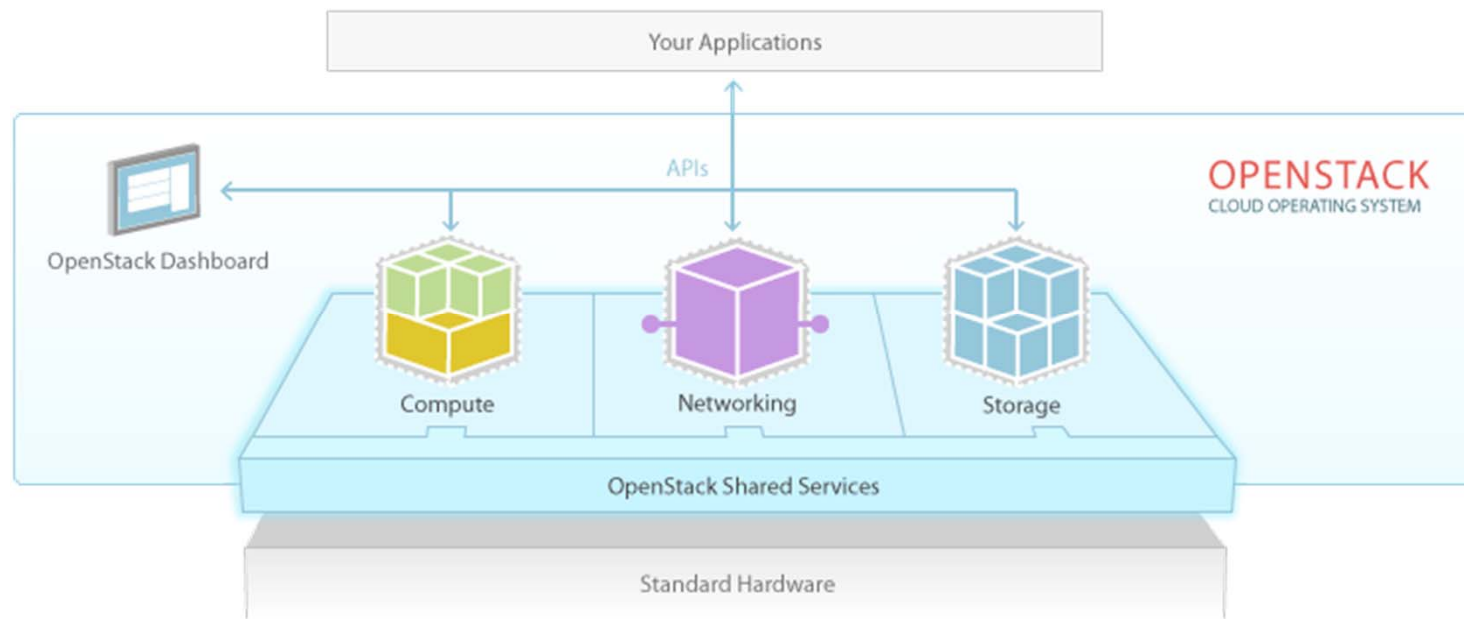 Your Applications
APIs
OPENSTACK
CLOUD OPERATING SYSTEM
OpenStack Dashboard
Compute
Networking
Storage
OpenStack Shared Services
Standard Hardware